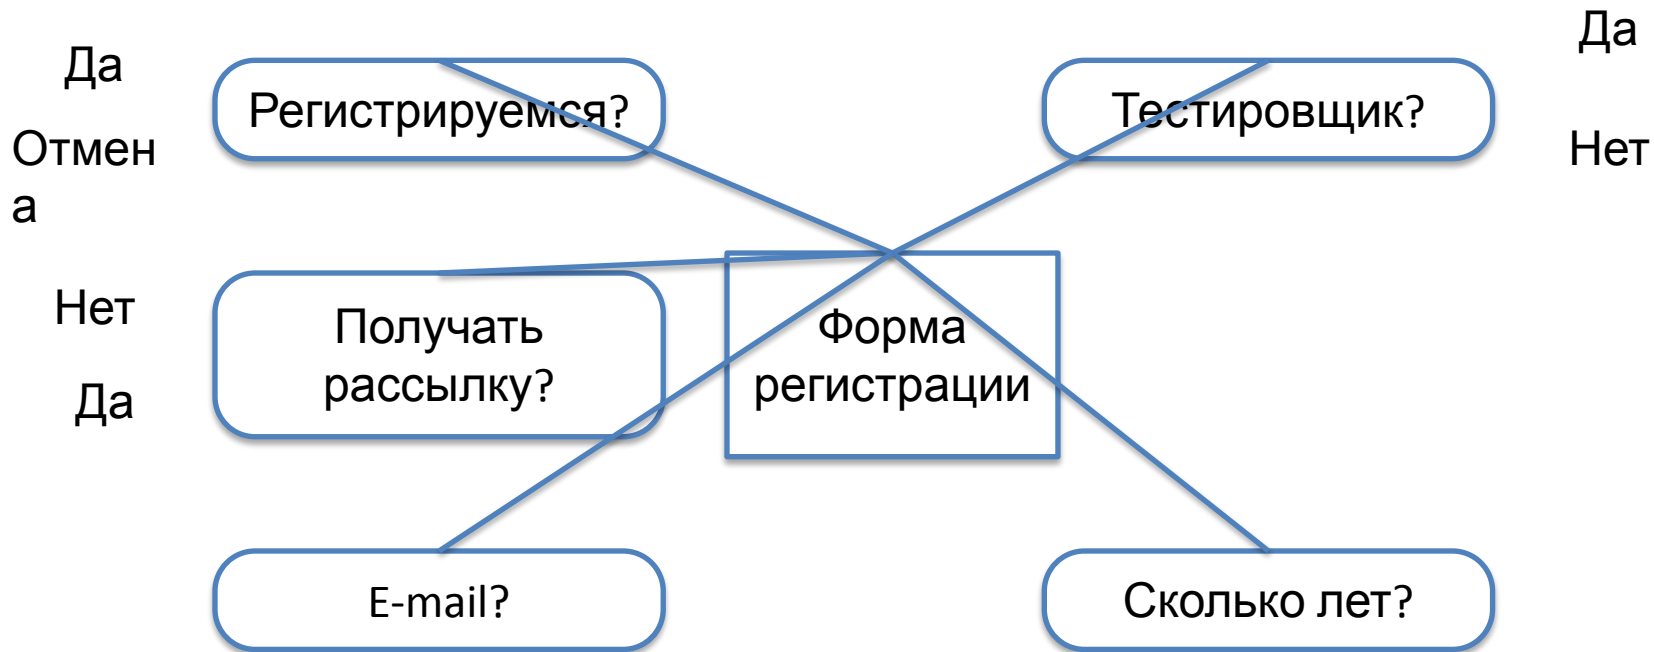 Да
Да
Регистрируемся?
Тестировщик?
Отмен
а
Нет
Нет
Получать
рассылку?
Форма
регистрации
Да
E-mail?
Сколько лет?